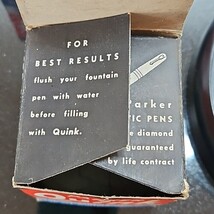 FOR
BEST RESULTS
flush your fountain
pen with water
before filling
with Quink.
Parker
IC PENS
e diamond
guaranteed
by life contract